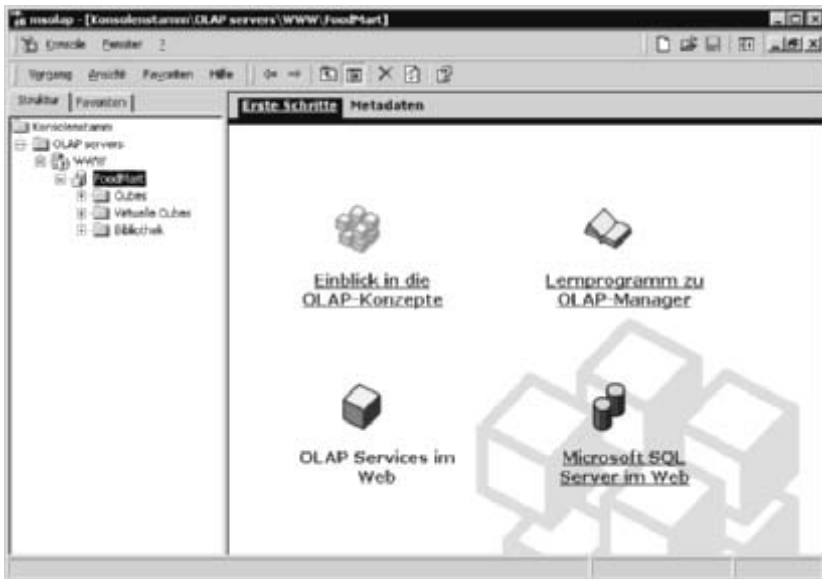 msolap - [Konsolenstamm\OLAP servers\WWW\FoodMart]
Konsole Fenster ?
Vorgang Ansicht Favoriten Hilfe
Struktur Favoriten
Erste Schritte Metadaten
Konsolenstamm
OLAP servers
WWW
FoodMart
Cubes
Virtuelle Cubes
Bibliothek
Einblick in die
OLAP-Konzepte
Lernprogramm zu
OLAP-Manager
OLAP Services im
Web
Microsoft SQL
Server im Web